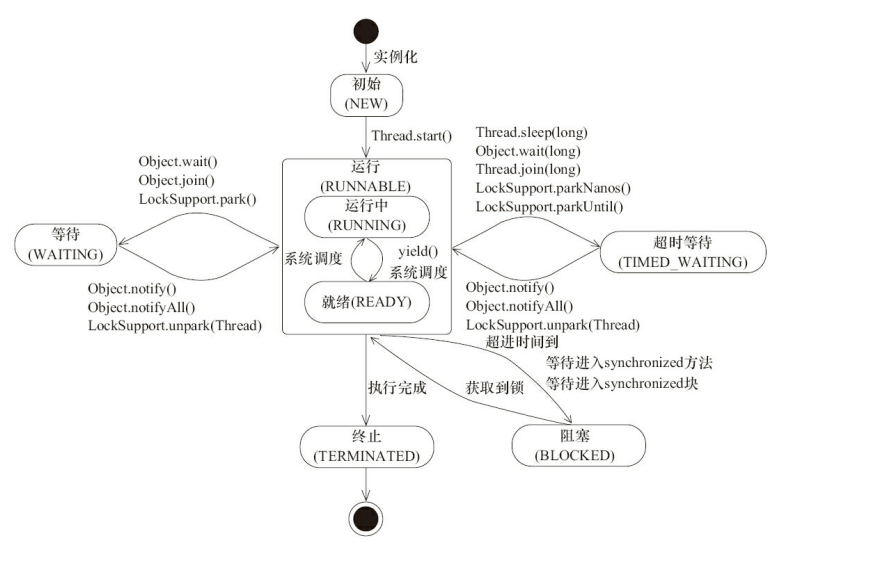 实例化
初始
(NEW)
Thread.start()
Object.wait()
Object.join()
LockSupport.park()
Thread.sleep(long)
Object.wait(long)
Thread.join(long)
LockSupport.parkNanos()
LockSupport.parkUntil()
运行
(RUNNABLE)
运行中
(RUNNING)
等待
(WAITING)
系统调度
yield()
系统调度
超时等待
(TIMED_WAITING)
就绪(READY)
Object.notify()
Object.notifyAll()
LockSupport.unpark(Thread)
Object.notify()
Object.notifyAll()
LockSupport.unpark(Thread)
超进时间到
等待进入synchronized方法
等待进入synchronized块
执行完成
获取到锁
终止
(TERMINATED)
阻塞
(BLOCKED)